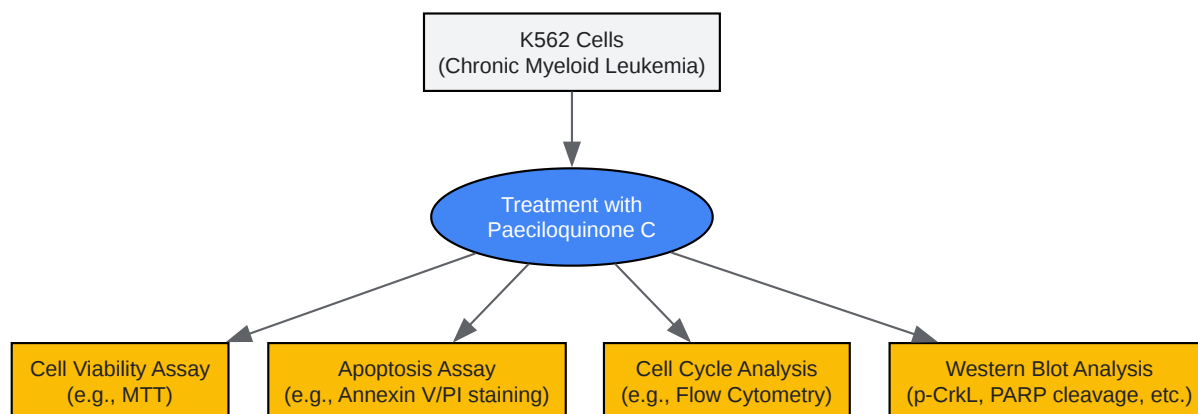 K562 Cells
(Chronic Myeloid Leukemia)
Treatment with
Paeciloquinone C
Cell Viability Assay
(e.g., MTT)
Apoptosis Assay
(e.g., Annexin V/PI staining)
Cell Cycle Analysis
(e.g., Flow Cytometry)
Western Blot Analysis
(p-CrkL, PARP cleavage, etc.)